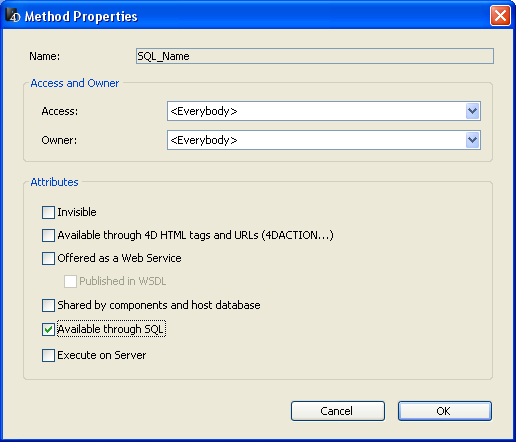 4D Method Properties
Name: SQL_Name
Access and Owner
Access: <Everybody>
Owner: <Everybody>
Attributes
Invisible
Available through 4D HTML tags and URLs (4DACTION...)
Offered as a Web Service
Published in WSDL
Shared by components and host database
Available through SQL
Execute on Server
Cancel OK